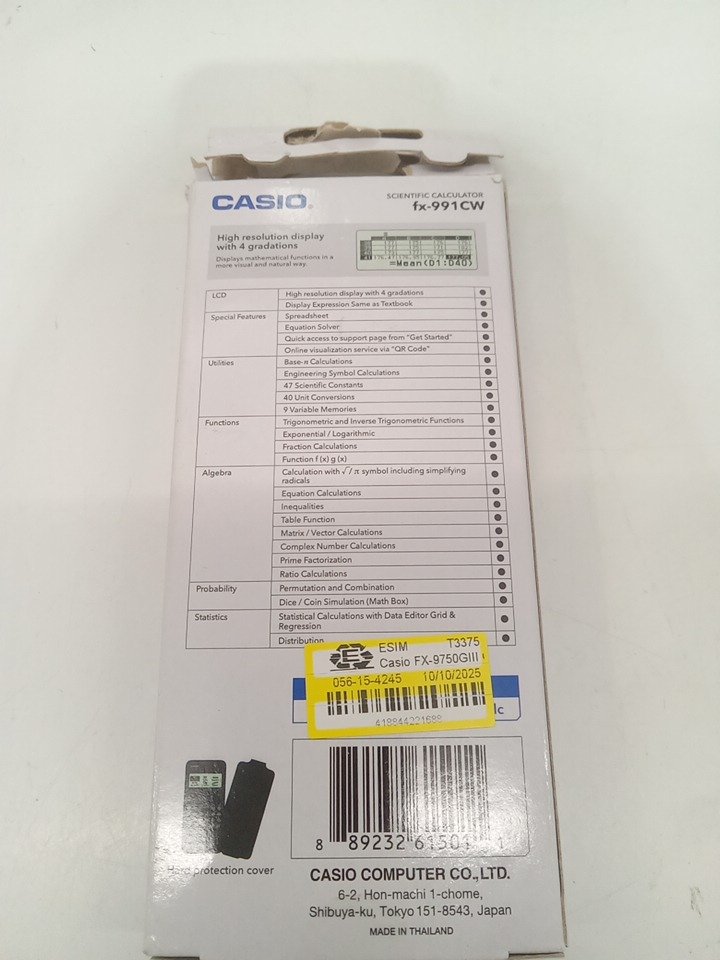 CASIO.
SCIENTIFIC CALCULATOR
fx-991CW
High resolution display
with 4 gradations
Displays mathematical functions in a
more visual and natural way.
=Mean(D1:D40)
LCD
High resolution display with 4 gradations
Display Expression Same as Textbook
Special Features
Spreadsheet
Equation Solver
Quick access to support page from "Get Started"
Online visualization service via "QR Code"
Utilities
Base-n Calculations
Engineering Symbol Calculations
47 Scientific Constants
40 Unit Conversions
9 Variable Memories
Functions
Trigonometric and Inverse Trigonometric Functions
Exponential / Logarithmic
Fraction Calculations
Function f (x) g (x)
Algebra
Calculation with √ / π symbol including simplifying
radicals
Equation Calculations
Inequalities
Table Function
Matrix / Vector Calculations
Complex Number Calculations
Prime Factorization
Ratio Calculations
Probability
Permutation and Combination
Dice / Coin Simulation (Math Box)
Statistics
Statistical Calculations with Data Editor Grid &
Regression
Distribution
E
ESIM T3375
Casio FX-9750GIII
056-15-4245 10/10/2025
418844221688
lc
8 89232 61501 1
Hard protection cover
CASIO COMPUTER CO.,LTD.
6-2, Hon-machi 1-chome,
Shibuya-ku, Tokyo 151-8543, Japan
MADE IN THAILAND